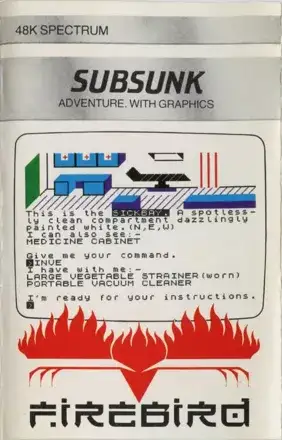 48K SPECTRUM
SUBSUNK
ADVENTURE. WITH GRAPHICS
This is the SICKBAY. A spotless-
ly clean compartment dazzlingly
painted white.(N,E,W)
I can also see:-
MEDICINE CABINET
Give me your command.
INVE
I have with me:-
LARGE VEGETABLE STRAINER(worn)
PORTABLE VACUUM CLEANER
I'm ready for your instructions.
FIREBIRD